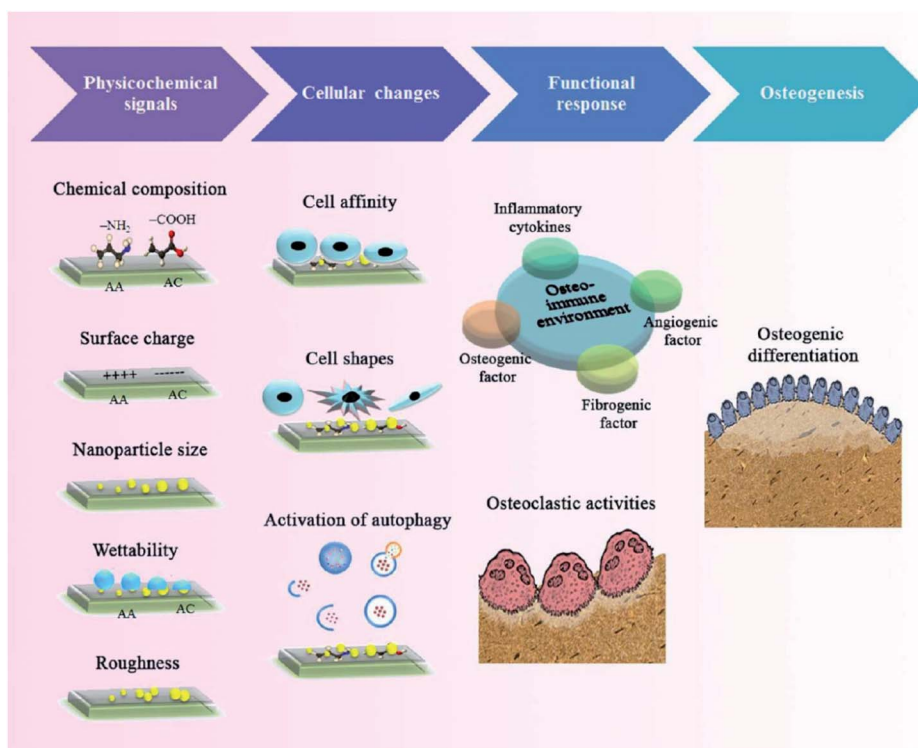 Physicochemical
signals
Cellular changes
Functional
response
Osteogenesis
Chemical composition
–NH2
–COOH
AA
AC
Surface charge
++++
------
AA
AC
Nanoparticle size
Wettability
AA
AC
Roughness
Cell affinity
Cell shapes
Activation of autophagy
Inflammatory
cytokines
Osteo-
immune
environment
Angiogenic
factor
Osteogenic
factor
Fibrogenic
factor
Osteoclastic activities
Osteogenic
differentiation